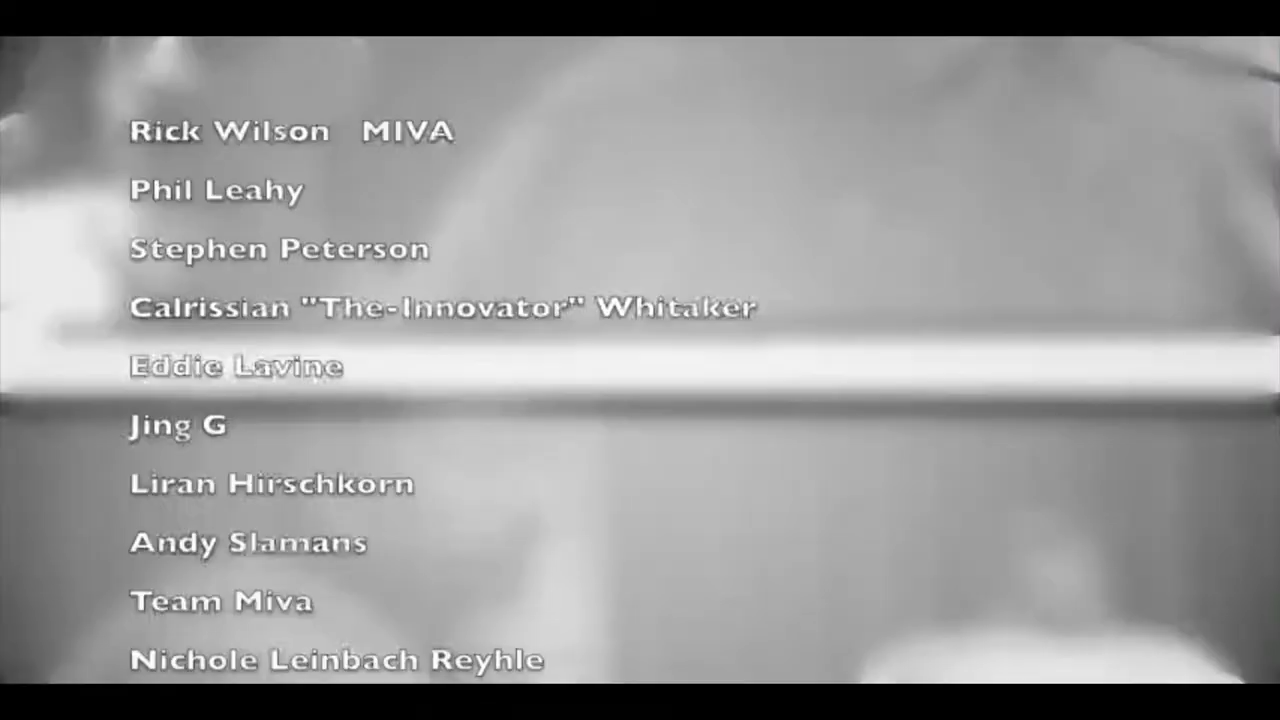 Rick Wilson   MIVA
Phil Leahy
Stephen Peterson
Calrissian "The-Innovator" Whitaker
Eddie Lavine
Jing G
Liran Hirschkorn
Andy Slamans
Team Miva
Nichole Leinbach Reyhle